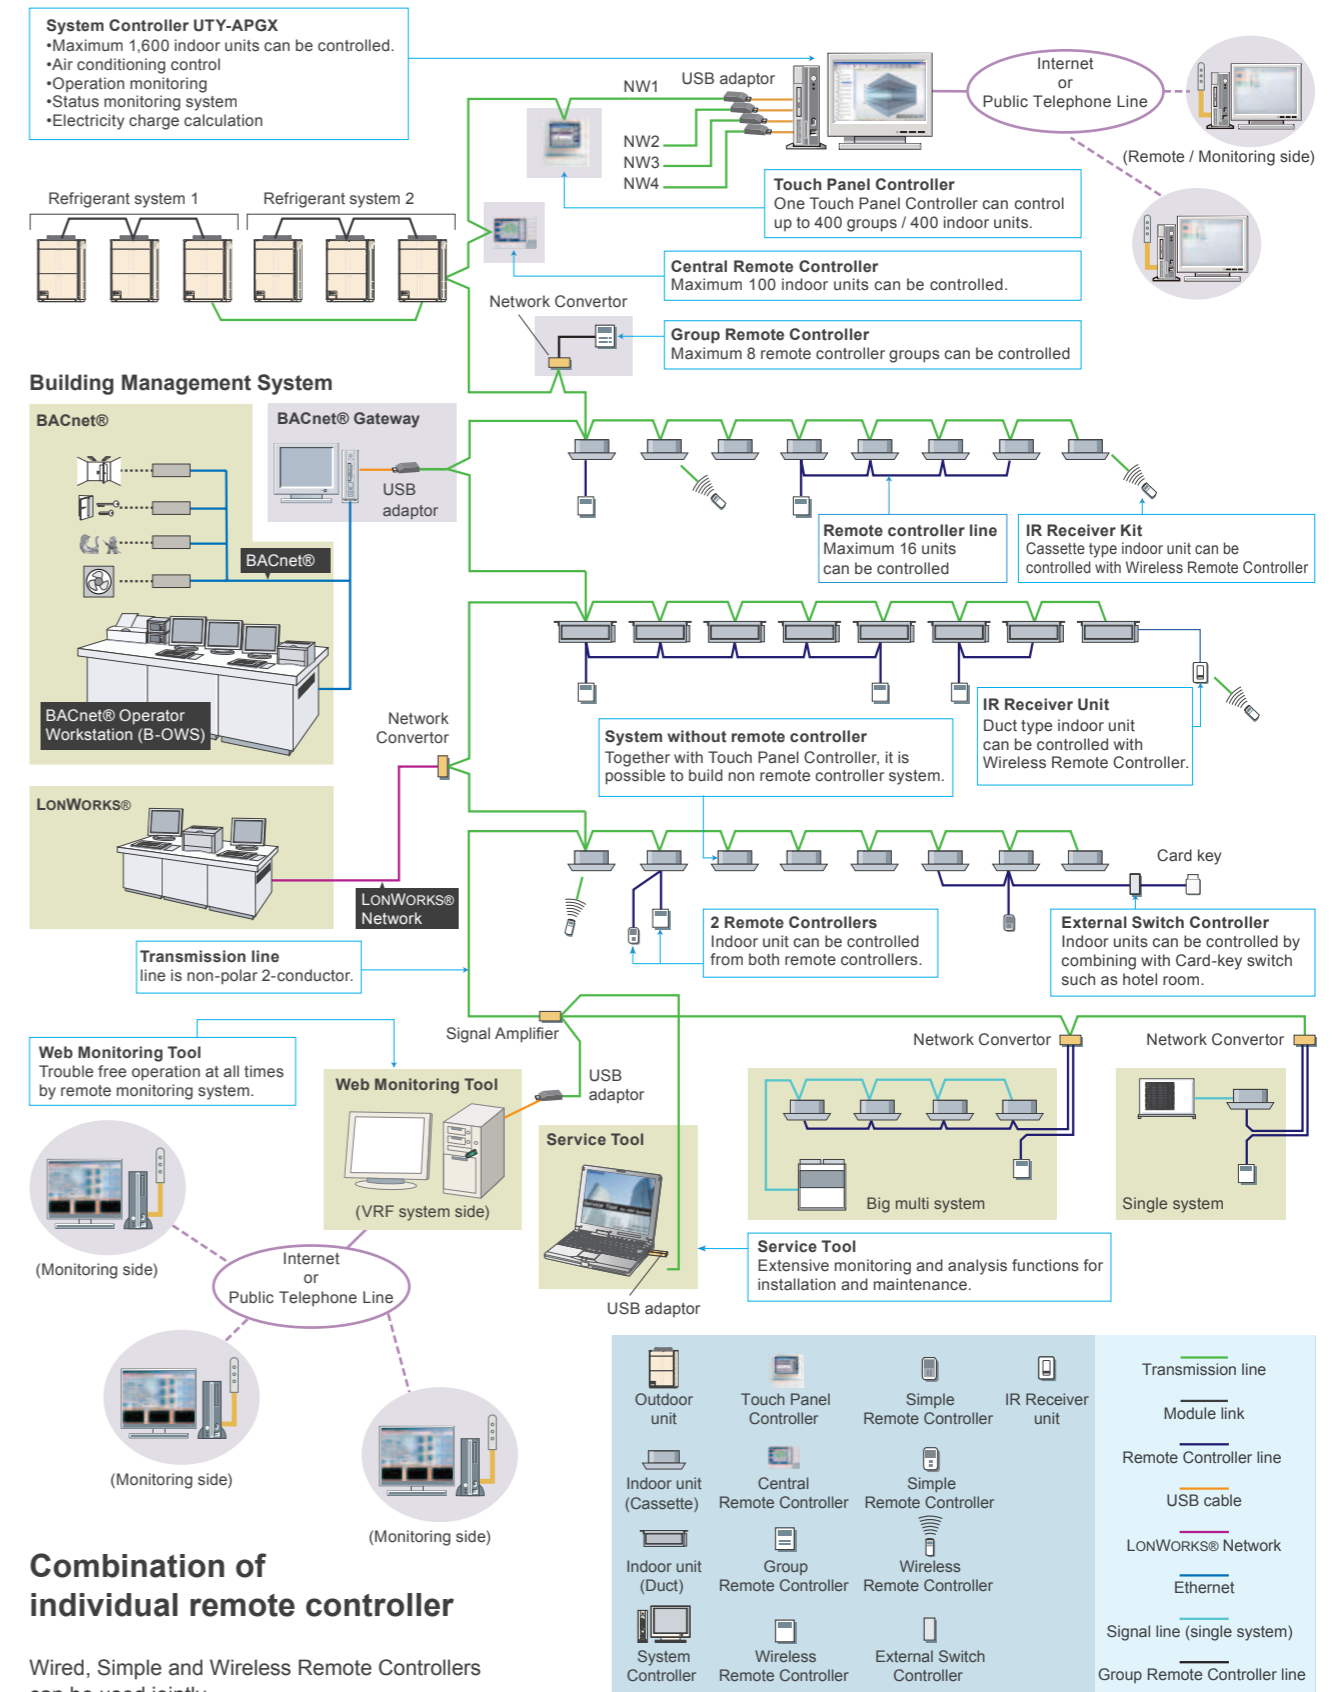 System Controller UTY-APGX
•Maximum 1,600 indoor units can be controlled.
•Air conditioning control
•Operation monitoring
•Status monitoring system
•Electricity charge calculation
NW1
USB adaptor
NW2
NW3
NW4
Internet
or
Public Telephone Line
(Remote / Monitoring side)
Touch Panel Controller
One Touch Panel Controller can control
up to 400 groups / 400 indoor units.
Refrigerant system 1
Refrigerant system 2
Central Remote Controller
Maximum 100 indoor units can be controlled.
Network Convertor
Group Remote Controller
Maximum 8 remote controller groups can be controlled
Building Management System
BACnet®
BACnet® Gateway
USB
adaptor
BACnet®
BACnet® Operator
Workstation (B-OWS)
Remote controller line
Maximum 16 units
can be controlled
IR Receiver Kit
Cassette type indoor unit can be
controlled with Wireless Remote Controller
Network
Convertor
IR Receiver Unit
Duct type indoor unit
can be controlled with
Wireless Remote Controller.
System without remote controller
Together with Touch Panel Controller, it is
possible to build non remote controller system.
LONWORKS®
LONWORKS®
Network
Card key
2 Remote Controllers
Indoor unit can be controlled
from both remote controllers.
External Switch Controller
Indoor units can be controlled by
combining with Card-key switch
such as hotel room.
Transmission line
line is non-polar 2-conductor.
Signal Amplifier
Network Convertor
Network Convertor
Web Monitoring Tool
Trouble free operation at all times
by remote monitoring system.
Web Monitoring Tool
(VRF system side)
USB
adaptor
Service Tool
Big multi system
Single system
Service Tool
Extensive monitoring and analysis functions for
installation and maintenance.
USB adaptor
(Monitoring side)
Internet
or
Public Telephone Line
(Monitoring side)
(Monitoring side)
Outdoor
unit
Touch Panel
Controller
Simple
Remote Controller
IR Receiver
unit
Indoor unit
(Cassette)
Central
Remote Controller
Simple
Remote Controller
Indoor unit
(Duct)
Group
Remote Controller
Wireless
Remote Controller
System
Controller
Wireless
Remote Controller
External Switch
Controller
Transmission line
Module link
Remote Controller line
USB cable
LONWORKS® Network
Ethernet
Signal line (single system)
Group Remote Controller line
Combination of
individual remote controller
Wired, Simple and Wireless Remote Controllers
can be used jointly